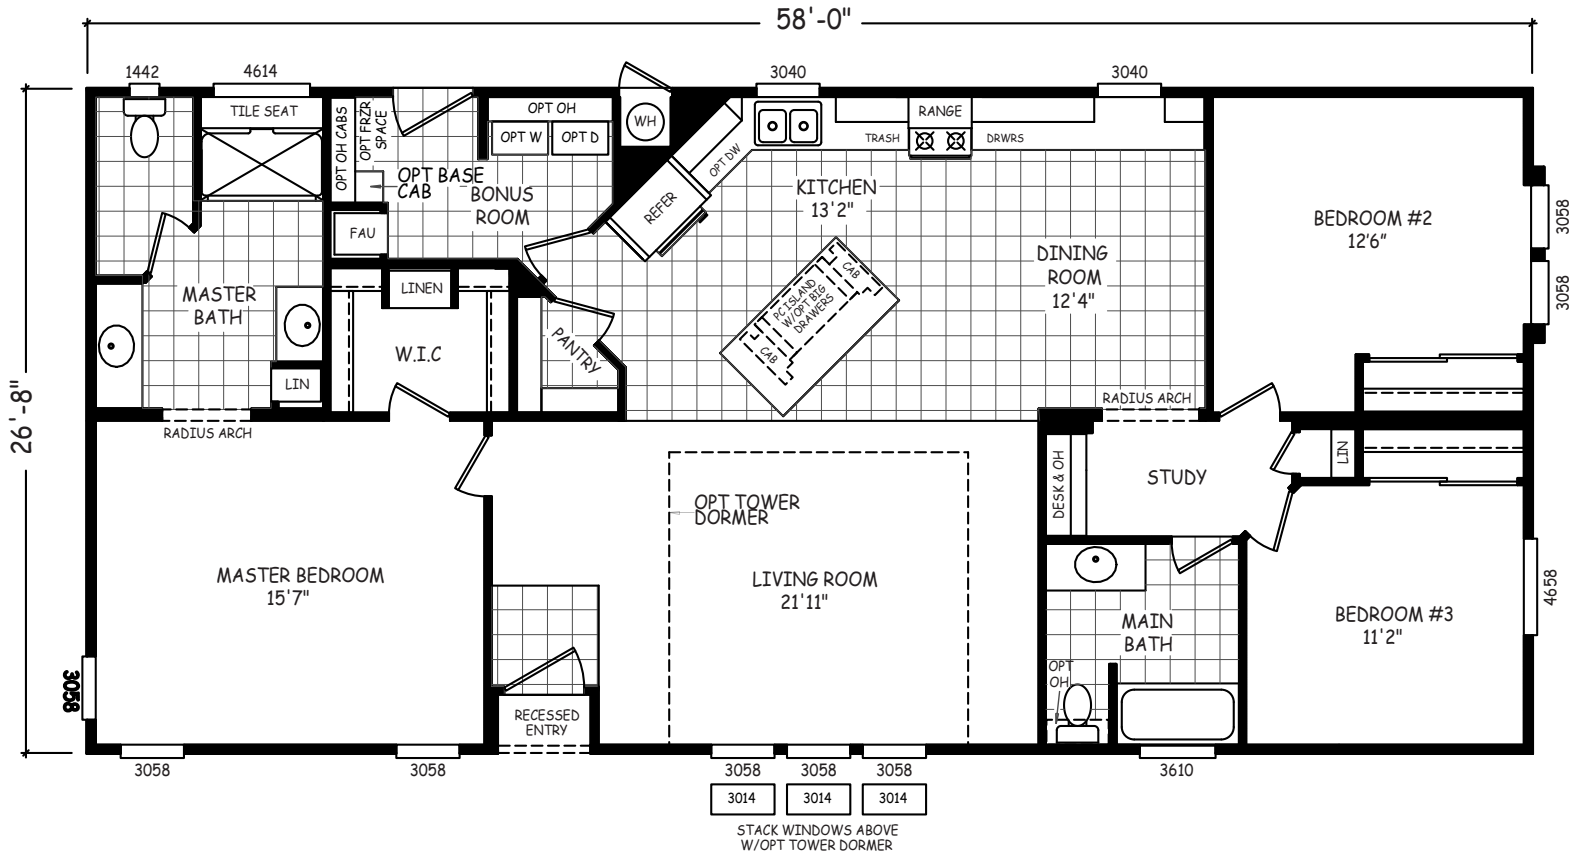 58'-0"
1442
4614
3040
3040
TILE SEAT
OPT OH CABS
OPT FRZR
SPACE
OPT OH
OPT W
OPT D
WH
OPT DW
TRASH
RANGE
DRWRS
OPT BASE
CAB
BONUS
ROOM
REFER
KITCHEN
13'2"
BEDROOM #2
12'6"
3058
3058
FAU
DINING
ROOM
12'4"
CAB
PC ISLAND
W/OPT BIG
DRAWERS
CAB
MASTER
BATH
LINEN
W.I.C
PANTRY
LIN
26'-8"
RADIUS ARCH
RADIUS ARCH
DESK & OH
STUDY
LIN
OPT TOWER
DORMER
MASTER BEDROOM
15'7"
LIVING ROOM
21'11"
MAIN
BATH
BEDROOM #3
11'2"
4658
OPT
OH
3058
RECESSED
ENTRY
3058
3058
3058
3058
3058
3610
3014
3014
3014
STACK WINDOWS ABOVE
W/OPT TOWER DORMER